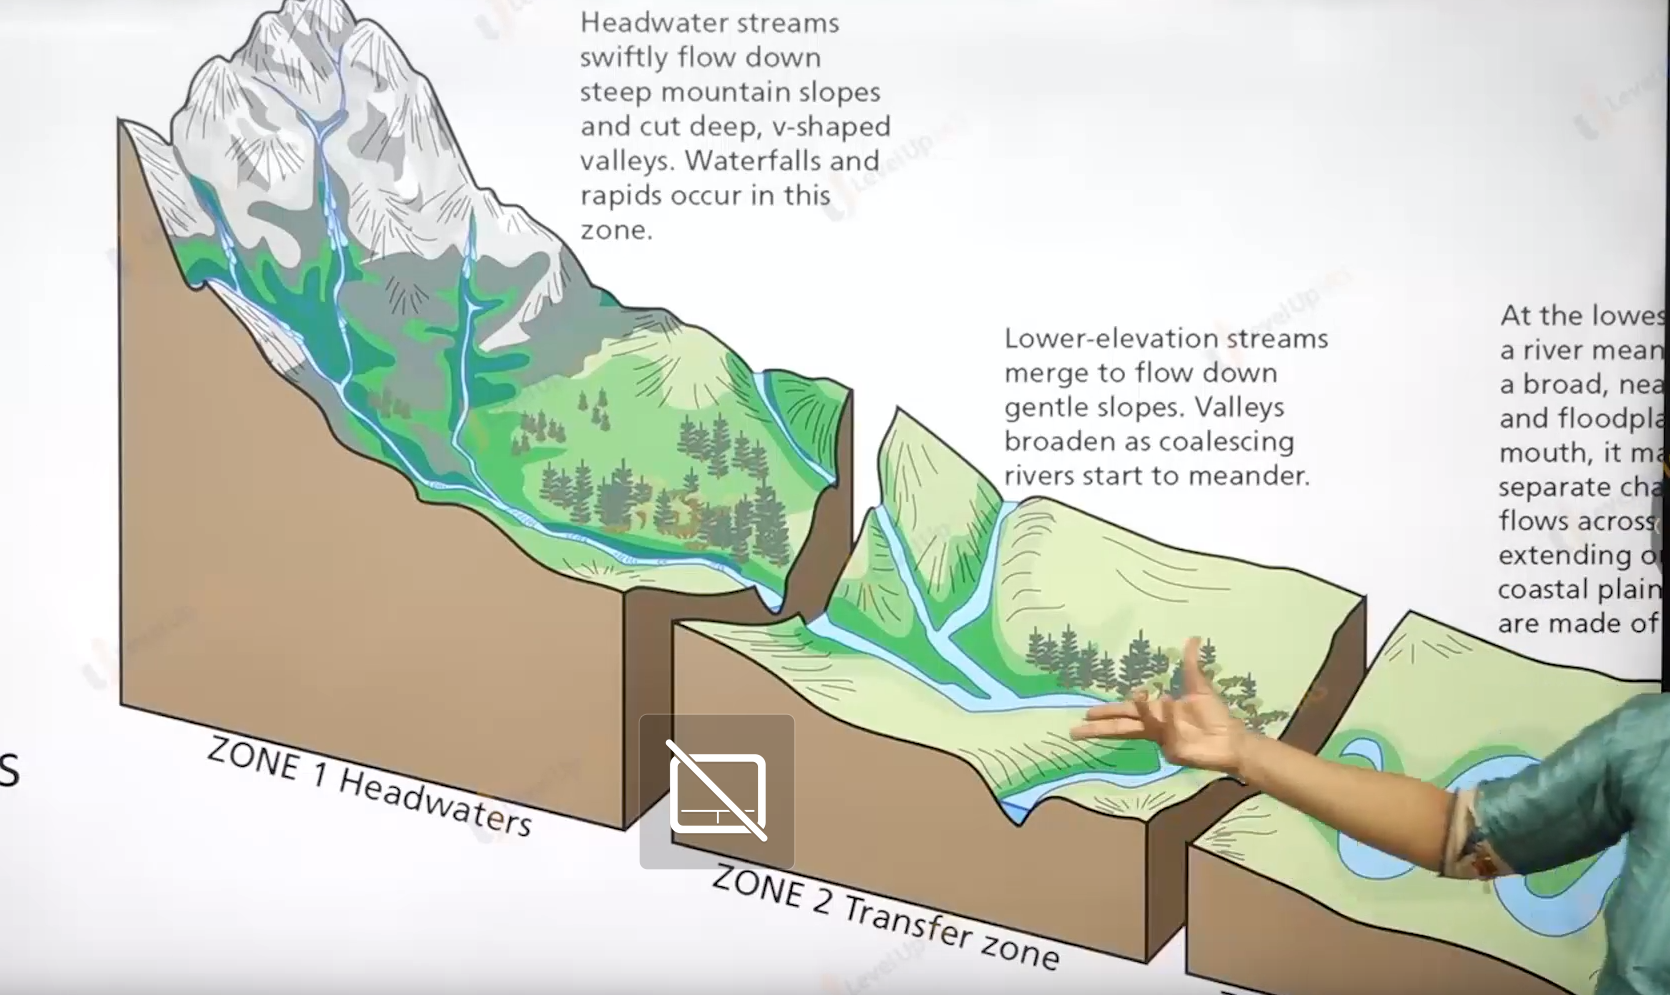 Headwater streams
swiftly flow down
steep mountain slopes
and cut deep, v-shaped
valleys. Waterfalls and
rapids occur in this
zone.
Lower-elevation streams
merge to flow down
gentle slopes. Valleys
broaden as coalescing
rivers start to meander.
At the lowes
a river mean
a broad, nea
and floodpla
mouth, it ma
separate cha
flows across
extending o
coastal plain
are made of
S
ZONE 1 Headwaters
ZONE 2 Transfer zone
LevelUp